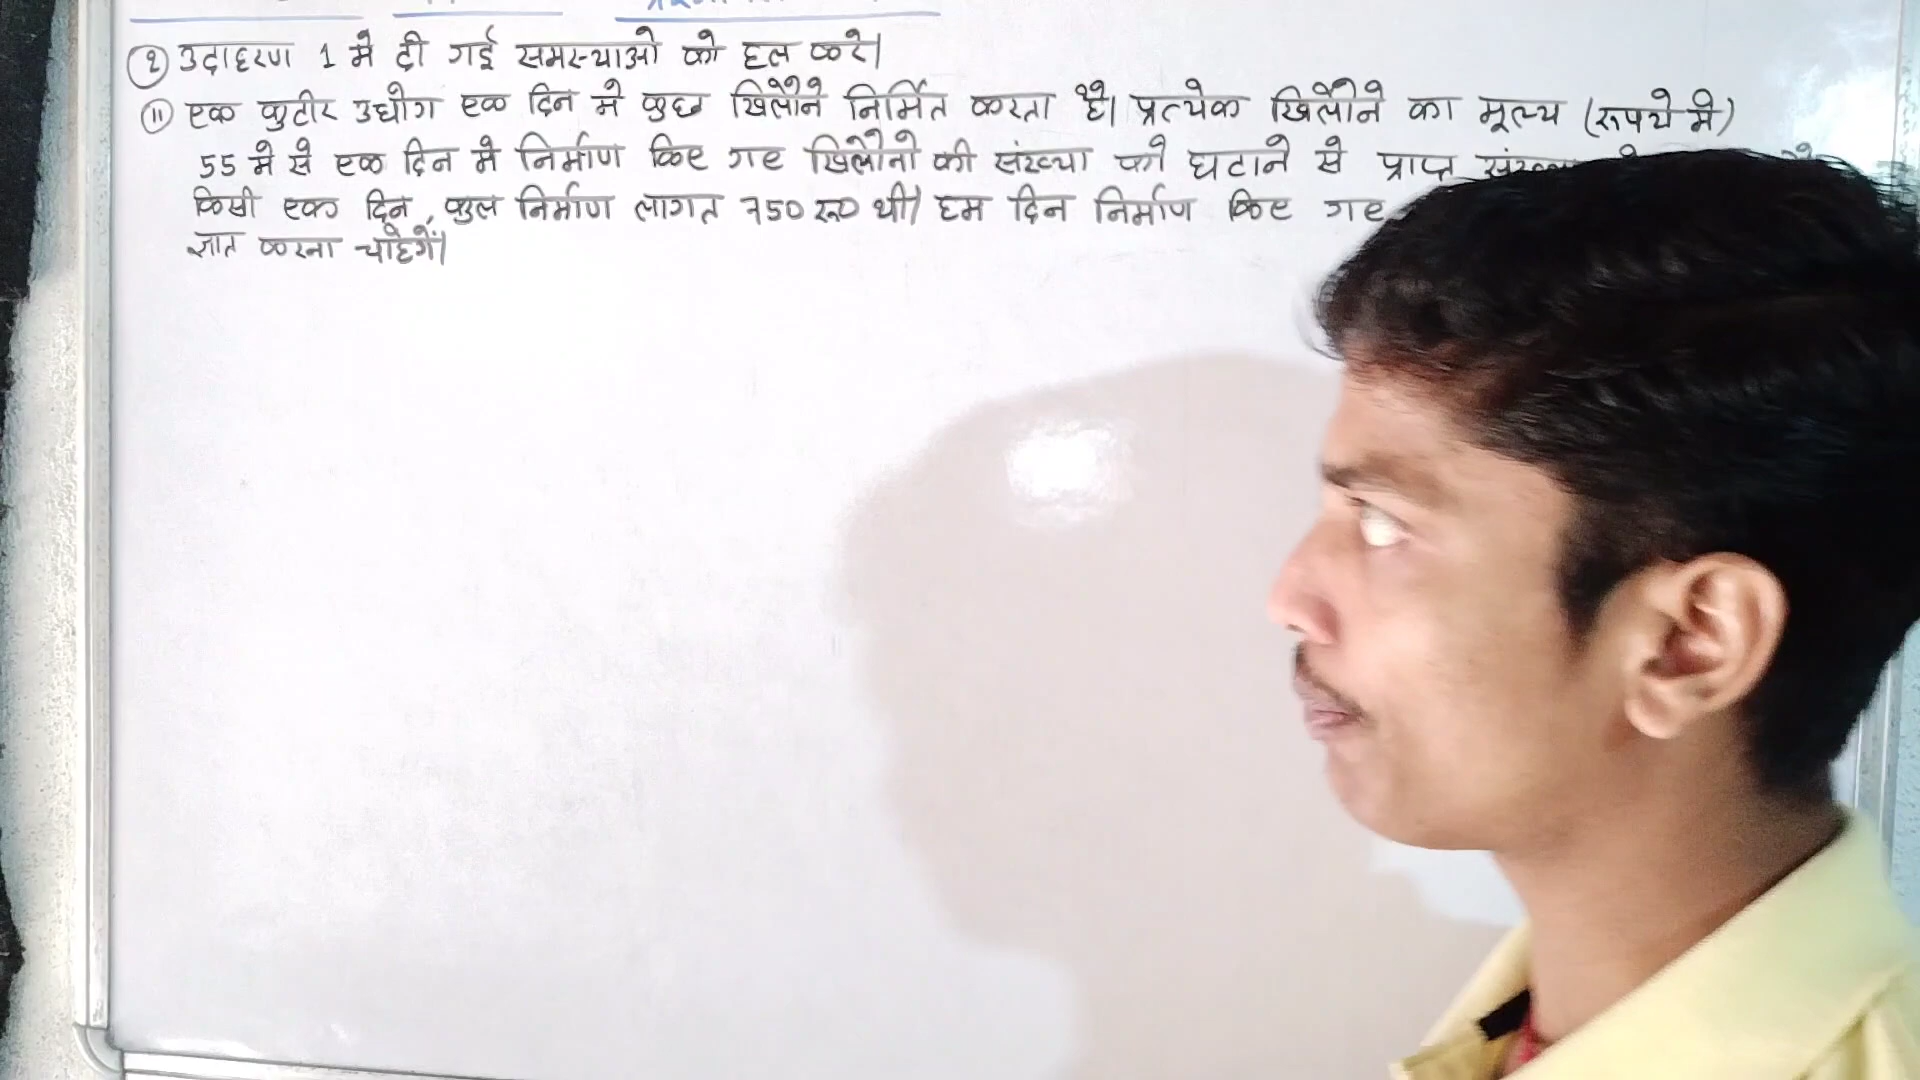 ② उदाहरण 1 मे दी गई समस्याओ को हल करे।
(ii) एक कुटीर उद्योग एक दिन मे कुछ खिलौने निर्मित करता है। प्रत्येक खिलौने का मूल्य (रूपये मे)
55 मे से एक दिन मे निर्माण किए गए खिलौनो की संख्या को घटाने से प्राप्त
किसी एक दिन, कुल निर्माण लागत 750 रू० थी। हम दिन निर्माण किए गए
ज्ञात करना चाहेगें।